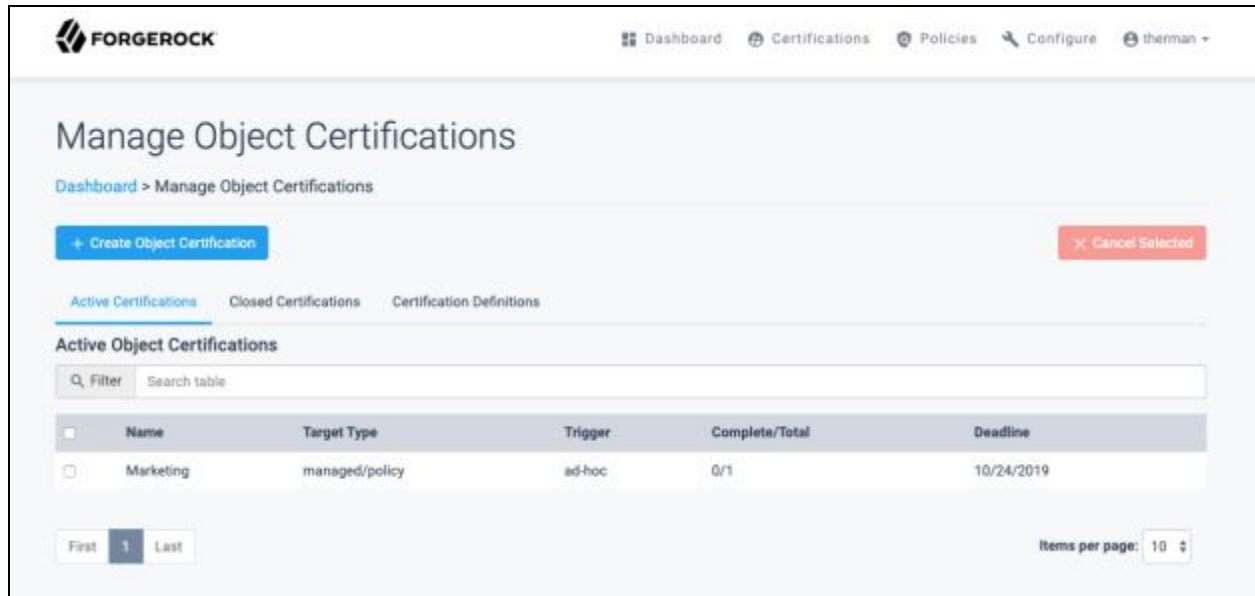 FORGEROCK
Dashboard Certifications Policies Configure therman
Manage Object Certifications
Dashboard > Manage Object Certifications
+ Create Object Certification
× Cancel Selected
Active Certifications Closed Certifications Certification Definitions
Active Object Certifications
Filter Search table
Name Target Type Trigger Complete/Total Deadline
Marketing managed/policy ad-hoc 0/1 10/24/2019
First 1 Last
Items per page: 10